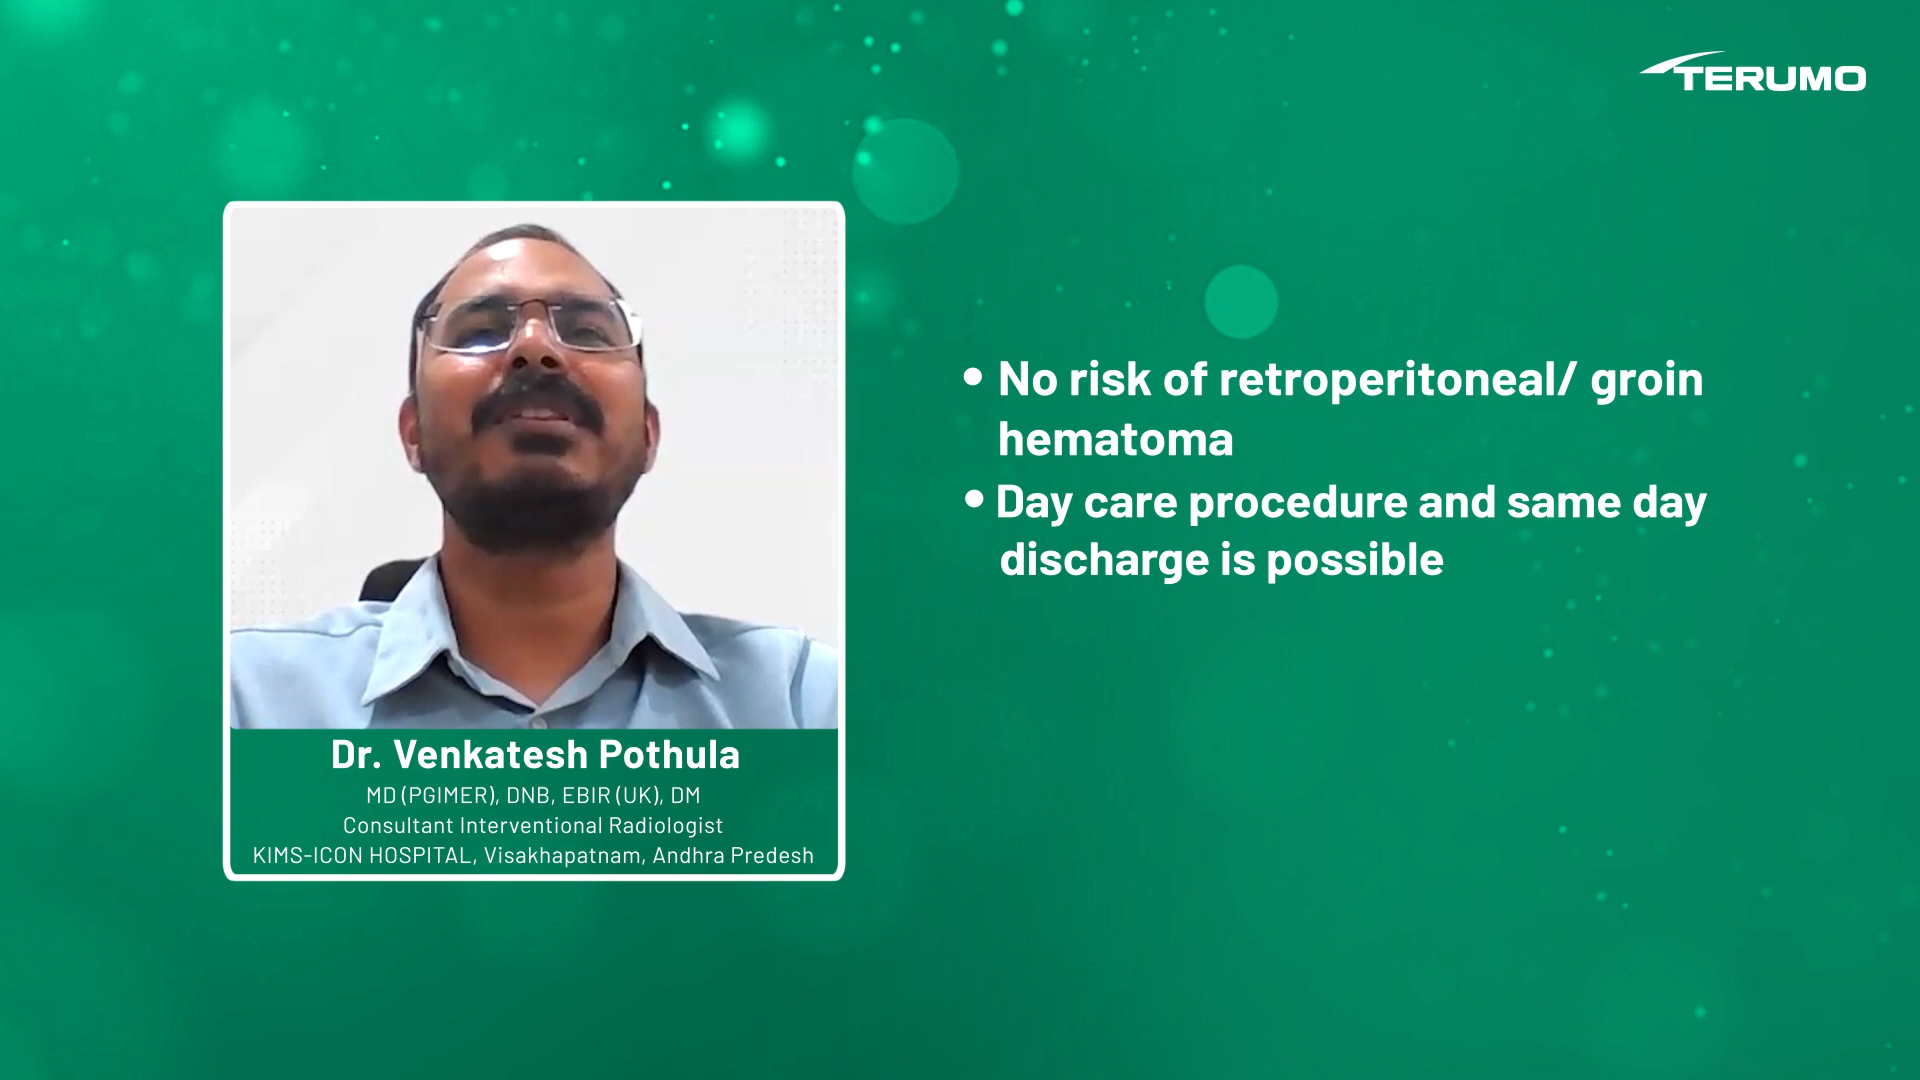 TERUMO
• No risk of retroperitoneal/ groin
hematoma
• Day care procedure and same day
discharge is possible
Dr. Venkatesh Pothula
MD (PGIMER), DNB, EBIR (UK), DM
Consultant Interventional Radiologist
KIMS-ICON HOSPITAL, Visakhapatnam, Andhra Predesh